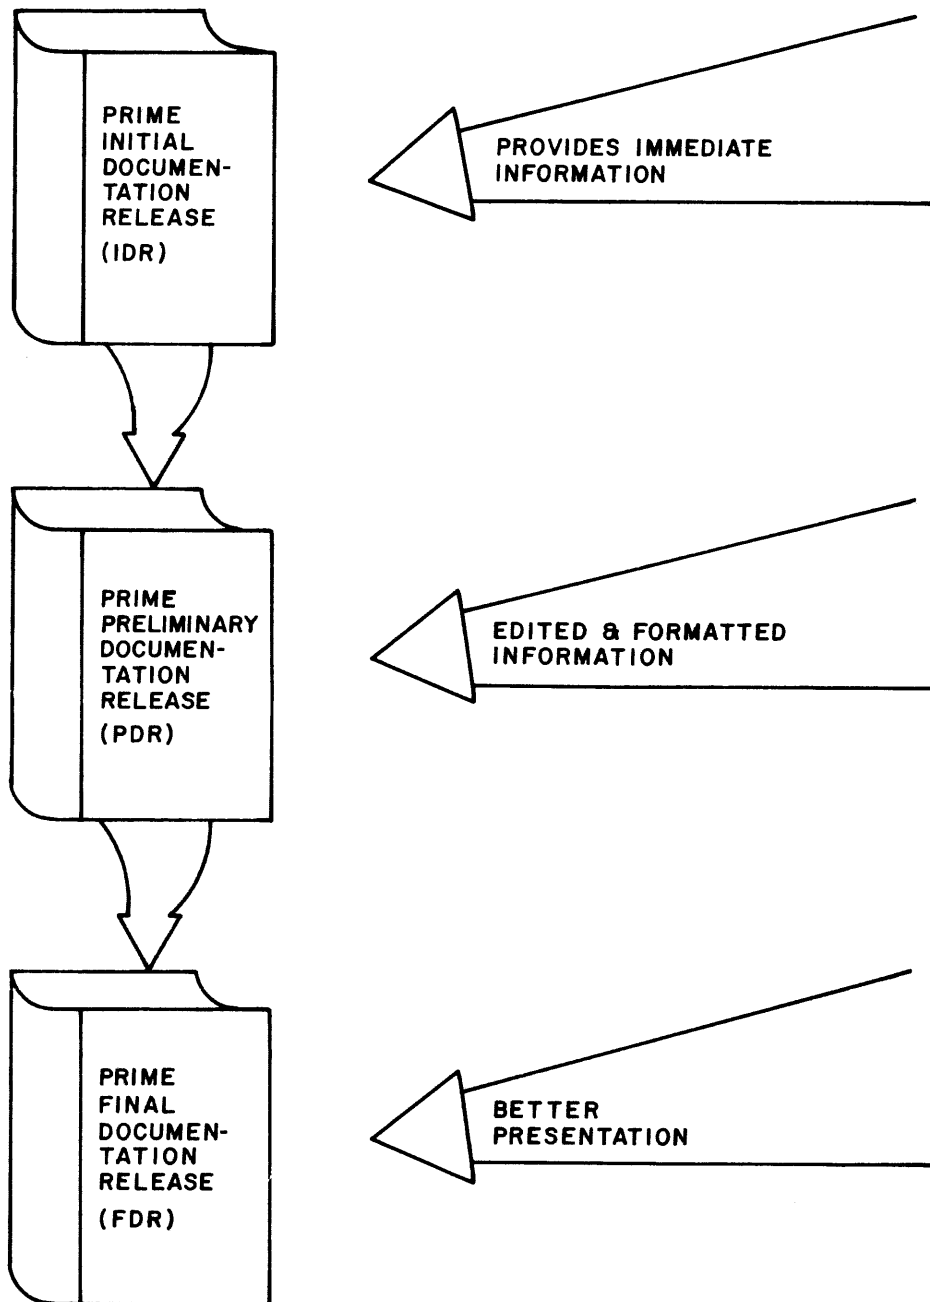 PRIME
INITIAL
DOCUMEN-
TATION
RELEASE
(IDR)
PROVIDES IMMEDIATE
INFORMATION
PRIME
PRELIMINARY
DOCUMEN-
TATION
RELEASE
(PDR)
EDITED & FORMATTED
INFORMATION
PRIME
FINAL
DOCUMEN-
TATION
RELEASE
(FDR)
BETTER
PRESENTATION